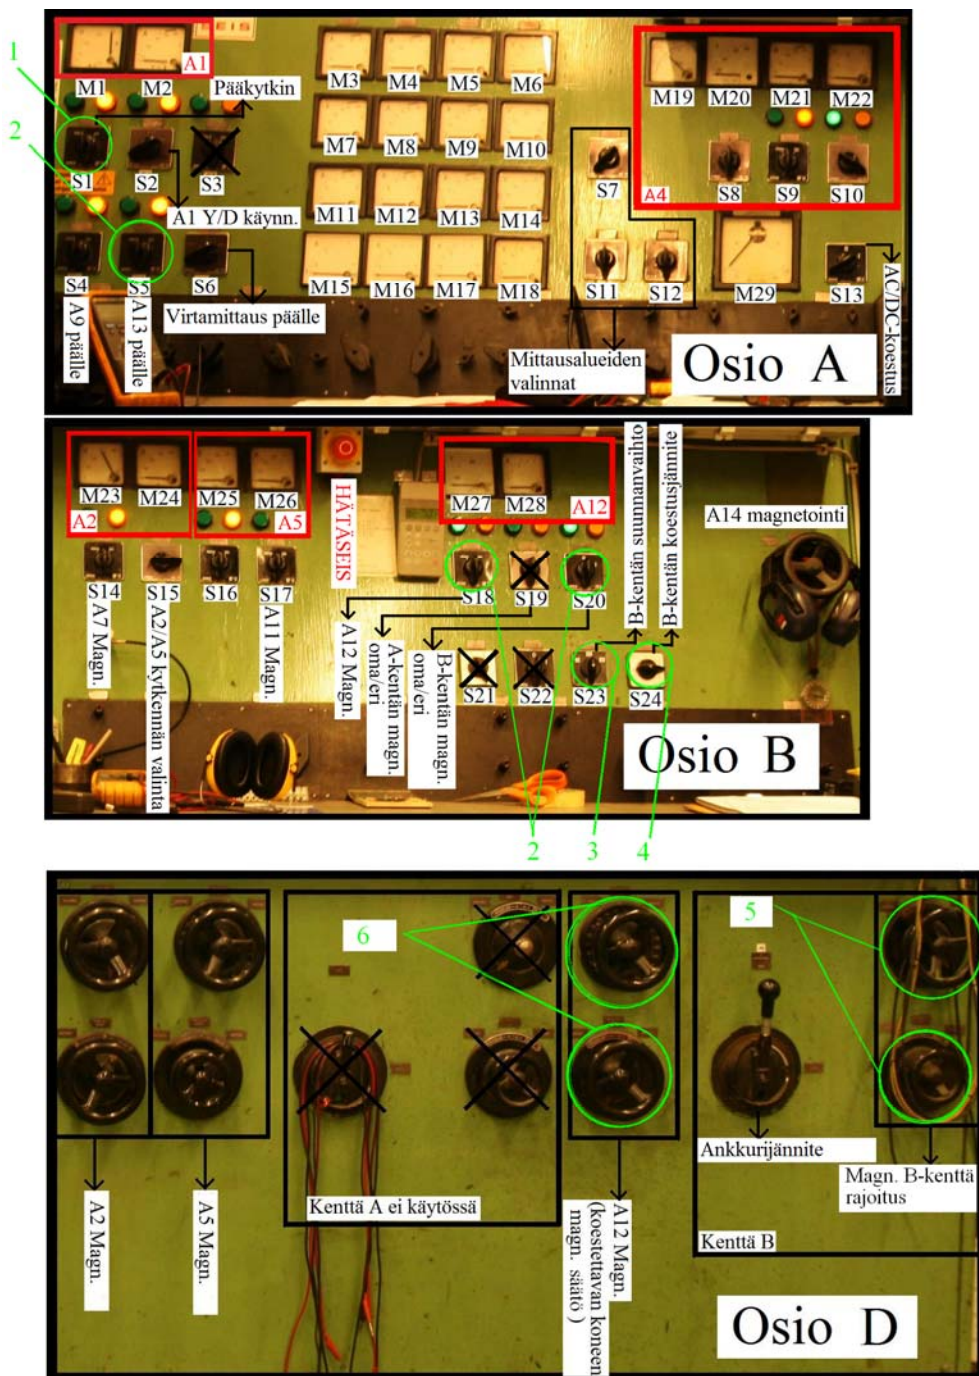 1
2
M1
M2
A1
Pääkytkin
M3
M4
M5
M6
M19
M20
M21
M22
M7
M8
M9
M10
S1
S2
S3
S7
A4
S8
S9
S10
A1 Y/D käynn.
M11
M12
M13
M14
S4
S5
S6
M15
M16
M17
M18
S11
S12
M29
S13
A9 päälle
A13 päälle
Virtamittaus päälle
Mittausalueiden
valinnat
AC/DC-koestus
Osio A
M23
M24
M25
M26
A2
A5
HÄTÄSEIS
M27
M28
A12
B-kentän suunnanvaihto
B-kentän koestusjännite
A14 magnetointi
S14
S15
S16
S17
S18
S19
S20
A7 Magn.
A2/A5 kytkennän valinta
A11 Magn.
A12 Magn.
A-kentän magn.
oma/eri
B-kentän magn.
oma/eri
S21
S22
S23
S24
Osio B
2
3
4
6
5
Ankkurijännite
Magn. B-kenttä
rajoitus
A2 Magn.
A5 Magn.
Kenttä A ei käytössä
A12 Magn.
(koestettavan koneen
magn. säätö )
Kenttä B
Osio D